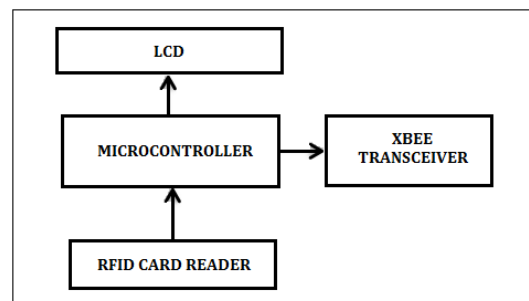 LCD
MICROCONTROLLER
XBEE
TRANSCEIVER
RFID CARD READER